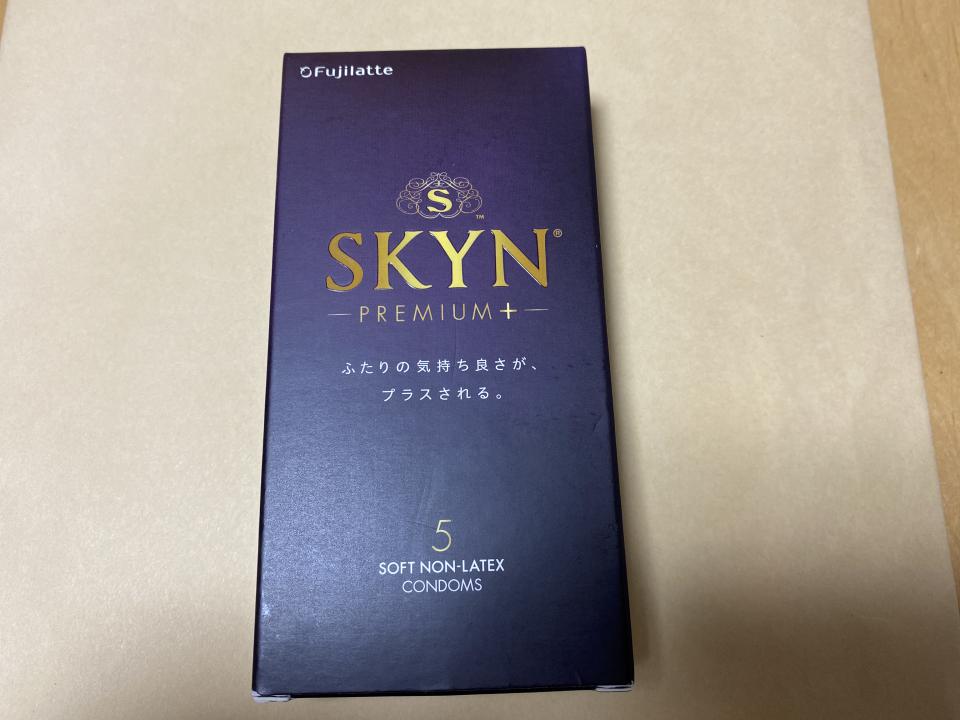 Fujilatte
S™
SKYN®
PREMIUM+
ふたりの気持ち良さが、
プラスされる。
5
SOFT NON-LATEX
CONDOMS